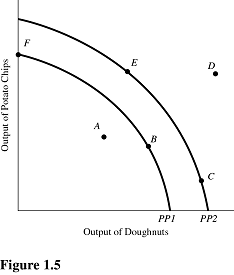 F
E
D
A
B
C
Output of Potato Chips
PP1 PP2
Output of Doughnuts
Figure 1.5